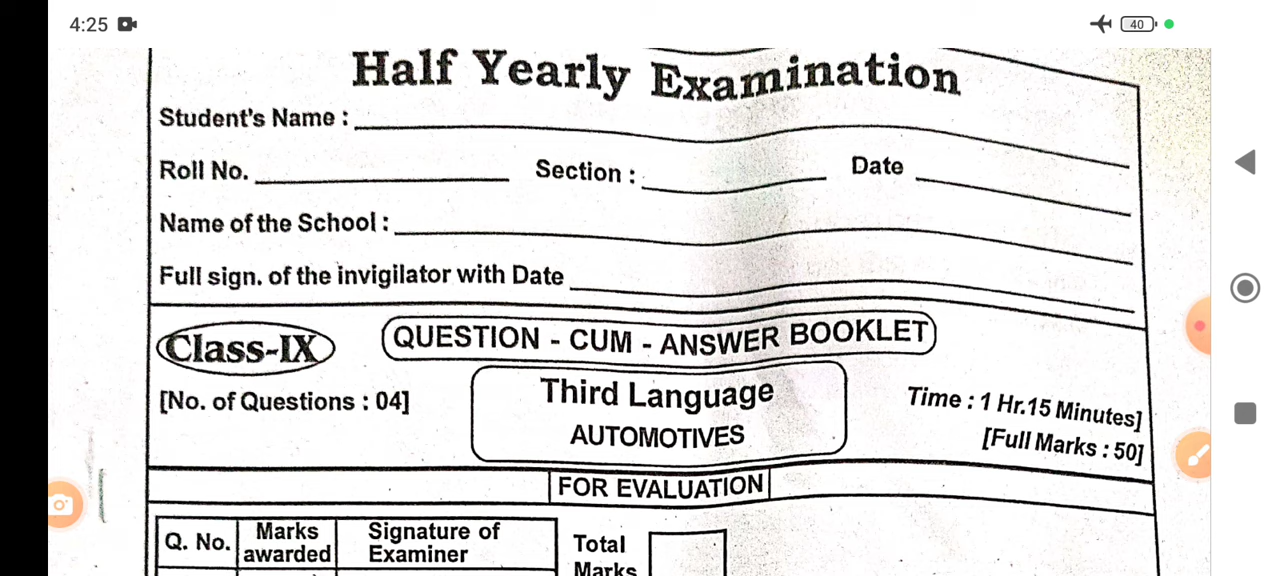 4:25
40
Half Yearly Examination
Student's Name :
Roll No. Section : Date
Name of the School :
Full sign. of the invigilator with Date
Class-IX
QUESTION - CUM - ANSWER BOOKLET
[No. of Questions : 04]
Third Language
AUTOMOTIVES
Time : 1 Hr.15 Minutes]
[Full Marks : 50]
FOR EVALUATION
Q. No.
Marks awarded
Signature of Examiner
Total Marks